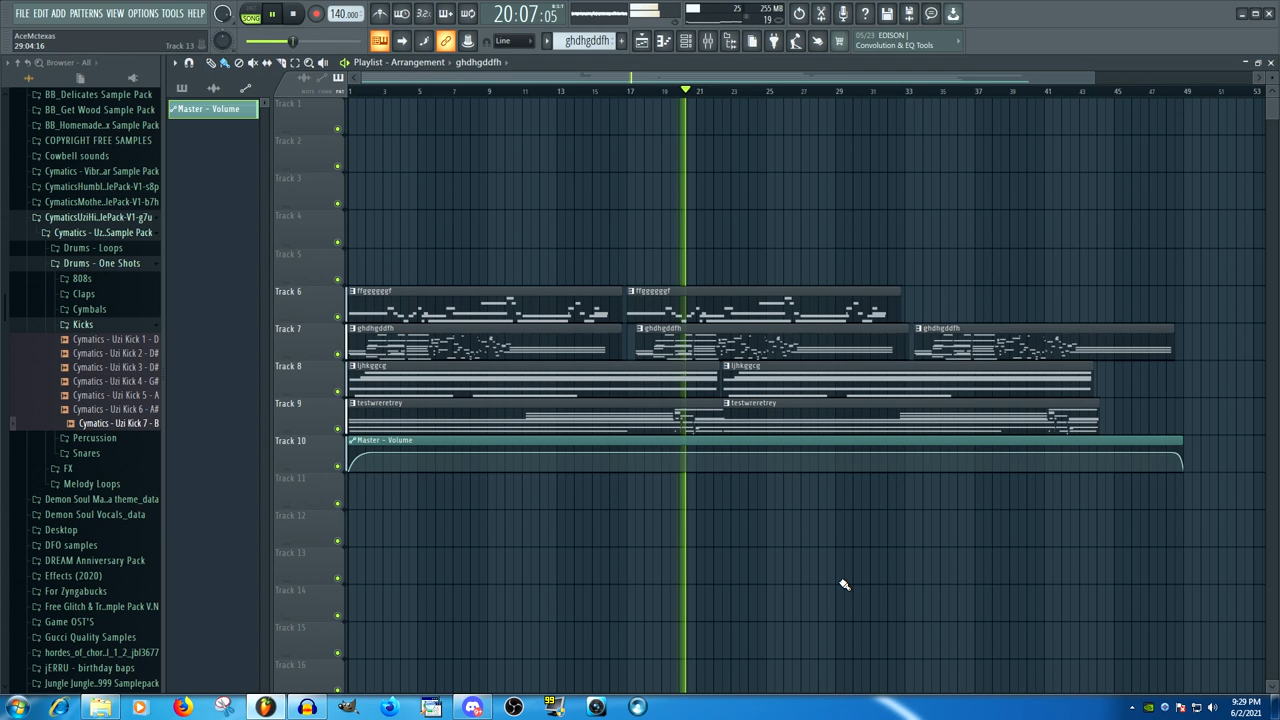 FILE EDIT ADD PATTERNS VIEW OPTIONS TOOLS HELP
AceMctexas
29:04:16 Track 13
SONG
140.000
3.2.
20:07:05
B:S:T
25
255 MB
19
Line
ghdhgddfh
05/23 EDISON |
Convolution & EQ Tools
Browser - All
Playlist - Arrangement ghdhgddfh
Master - Volume
1 3 5 7 9 11 13 15 17 19 21 23 25 27 29 31 33 35 37 39 41 43 45 47 49 51 53
BB_Delicates Sample Pack
BB_Get Wood Sample Pack
BB_Homemade..x Sample Pack
COPYRIGHT FREE SAMPLES
Cowbell sounds
Cymatics - Vibr..ar Sample Pack
CymaticsHumbl..lePack-V1-s8p
CymaticsMothe..lePack-V1-b7h
CymaticsUziHi..lePack-V1-g7u
Cymatics - Uz..Sample Pack
Drums - Loops
Drums - One Shots
808s
Claps
Cymbals
Kicks
Cymatics - Uzi Kick 1 - D
Cymatics - Uzi Kick 2 - D#
Cymatics - Uzi Kick 3 - D#
Cymatics - Uzi Kick 4 - G#
Cymatics - Uzi Kick 5 - A
Cymatics - Uzi Kick 6 - A#
Cymatics - Uzi Kick 7 - B
Percussion
Snares
FX
Melody Loops
Demon Soul Ma..a theme_data
Demon Soul Vocals_data
Desktop
DFO samples
DREAM Anniversary Pack
Effects (2020)
For Zyngabucks
Free Glitch & Tr..mple Pack V.N
Game OST'S
Gucci Quality Samples
hordes_of_chor..l_1_2_jbl3677
jERRU - birthday baps
Jungle Jungle..999 Samplepack
Track 1
Track 2
Track 3
Track 4
Track 5
Track 6
ffggggggf ffggggggf
Track 7
ghdhgddfh ghdhgddfh ghdhgddfh
Track 8
ljhkggcg ljhkggcg
Track 9
testwreretrey testwreretrey
Track 10
Master - Volume
Track 11
Track 12
Track 13
Track 14
Track 15
Track 16
99
9:29 PM
6/2/2021